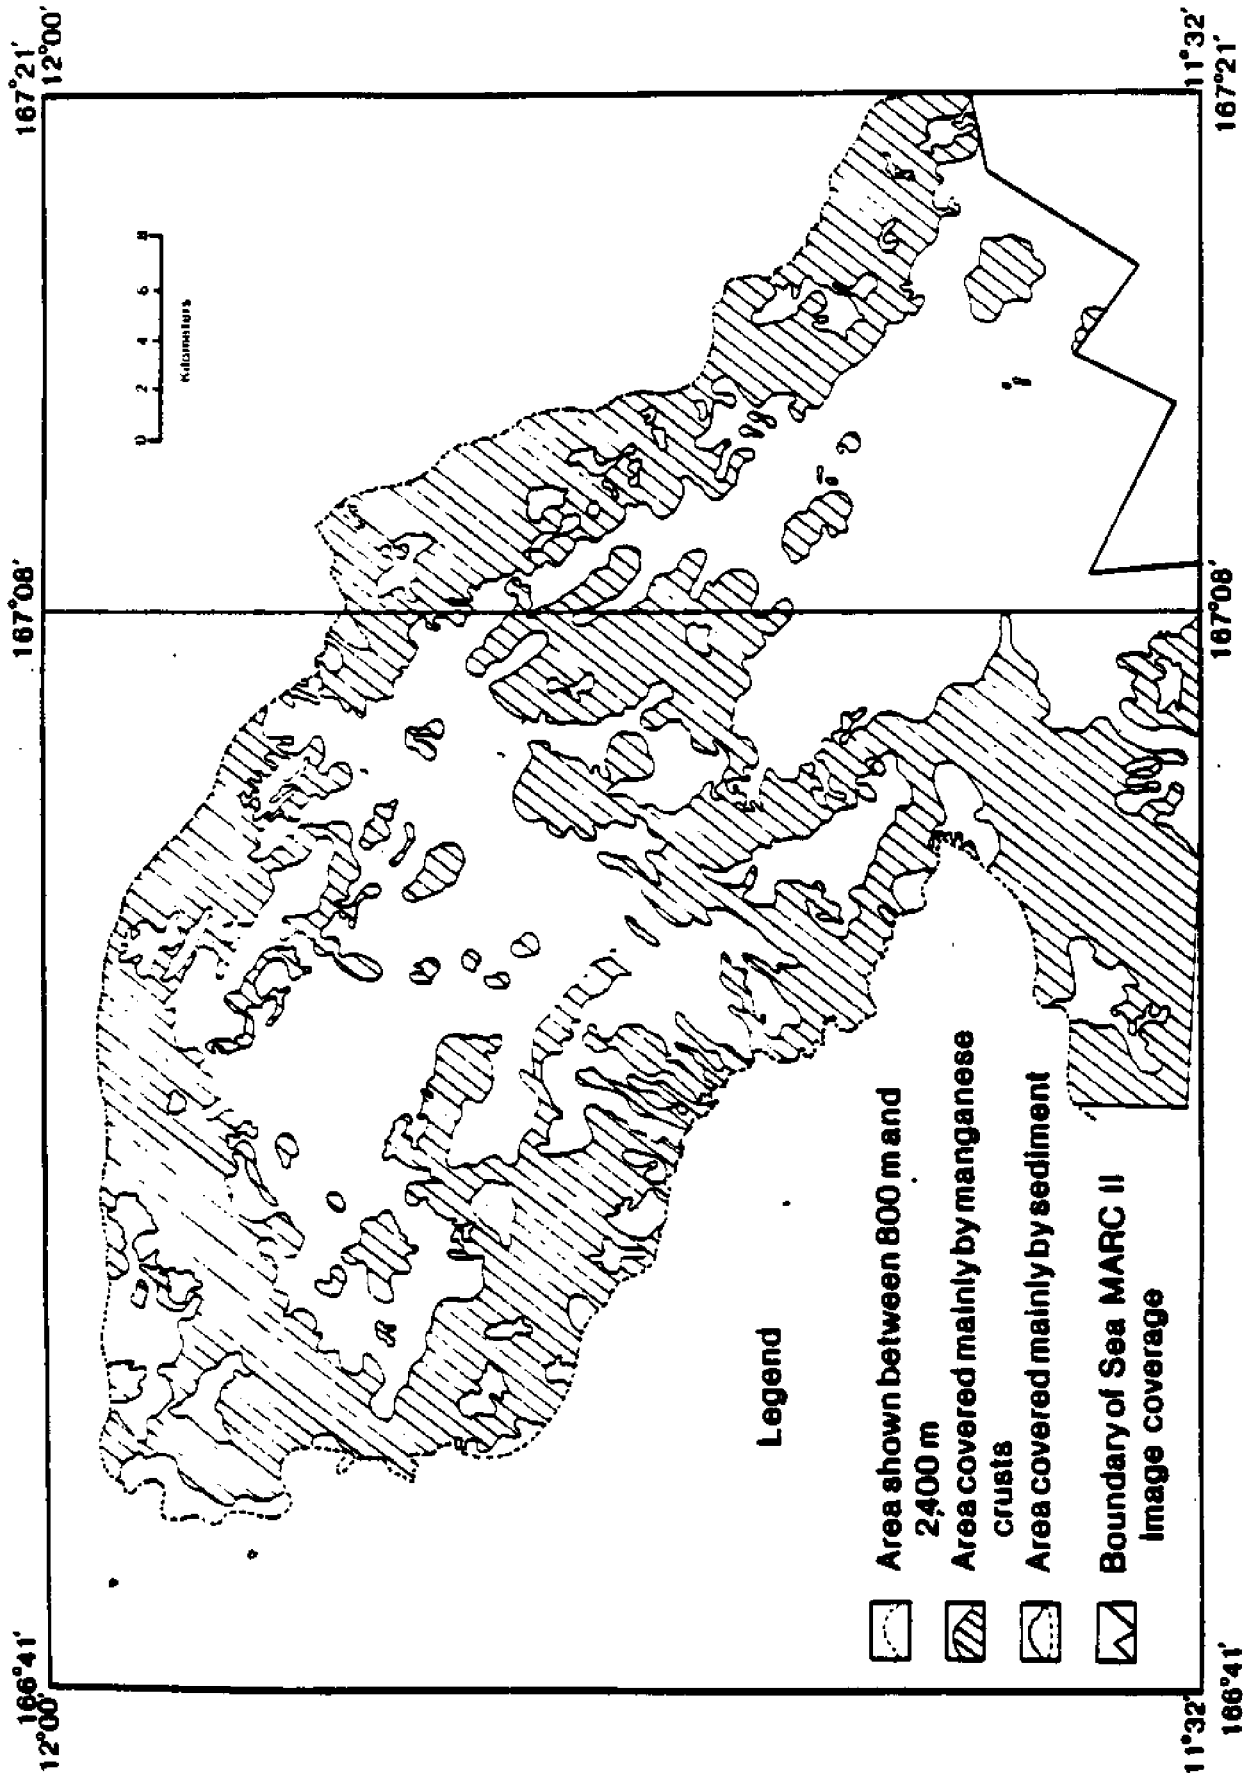 166°41'
167°08'
167°21'
12°00'
12°00'
0 2 4 6 8
Kilometers
Legend
Area shown between 800 m and
2,400 m
Area covered mainly by manganese
crusts
Area covered mainly by sediment
Boundary of Sea MARC II
image coverage
11°32'
11°32'
166°41'
167°08'
167°21'